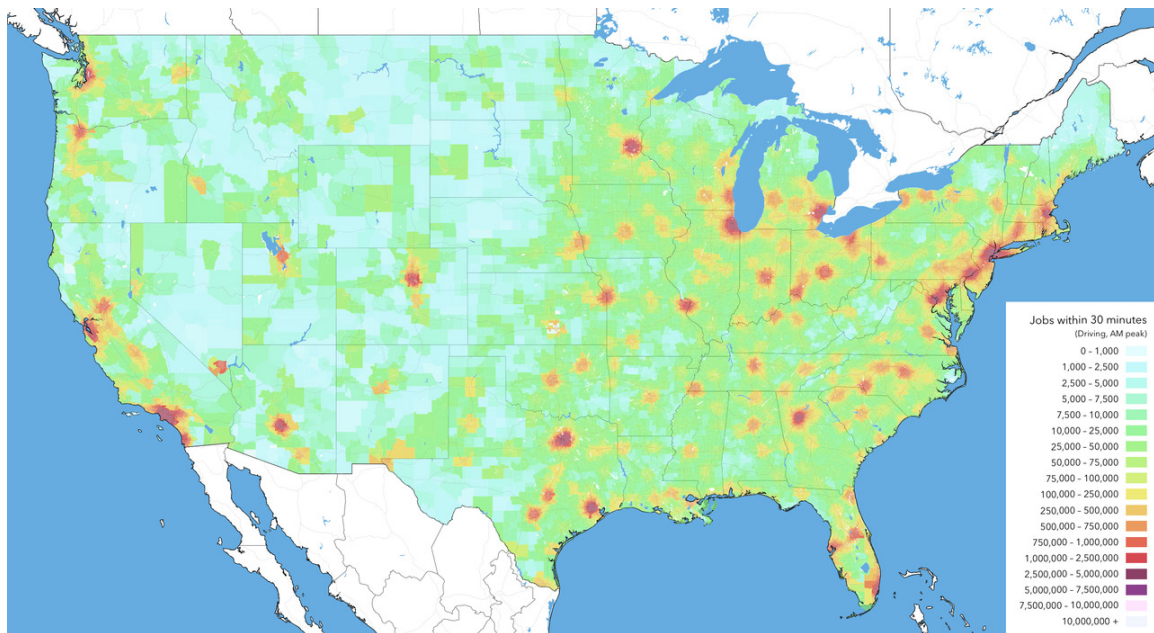 Jobs within 30 minutes
(Driving, AM peak)
0 – 1,000
1,000 – 2,500
2,500 – 5,000
5,000 – 7,500
7,500 – 10,000
10,000 – 25,000
25,000 – 50,000
50,000 – 75,000
75,000 – 100,000
100,000 – 250,000
250,000 – 500,000
500,000 – 750,000
750,000 – 1,000,000
1,000,000 – 2,500,000
2,500,000 – 5,000,000
5,000,000 – 7,500,000
7,500,000 – 10,000,000
10,000,000 +